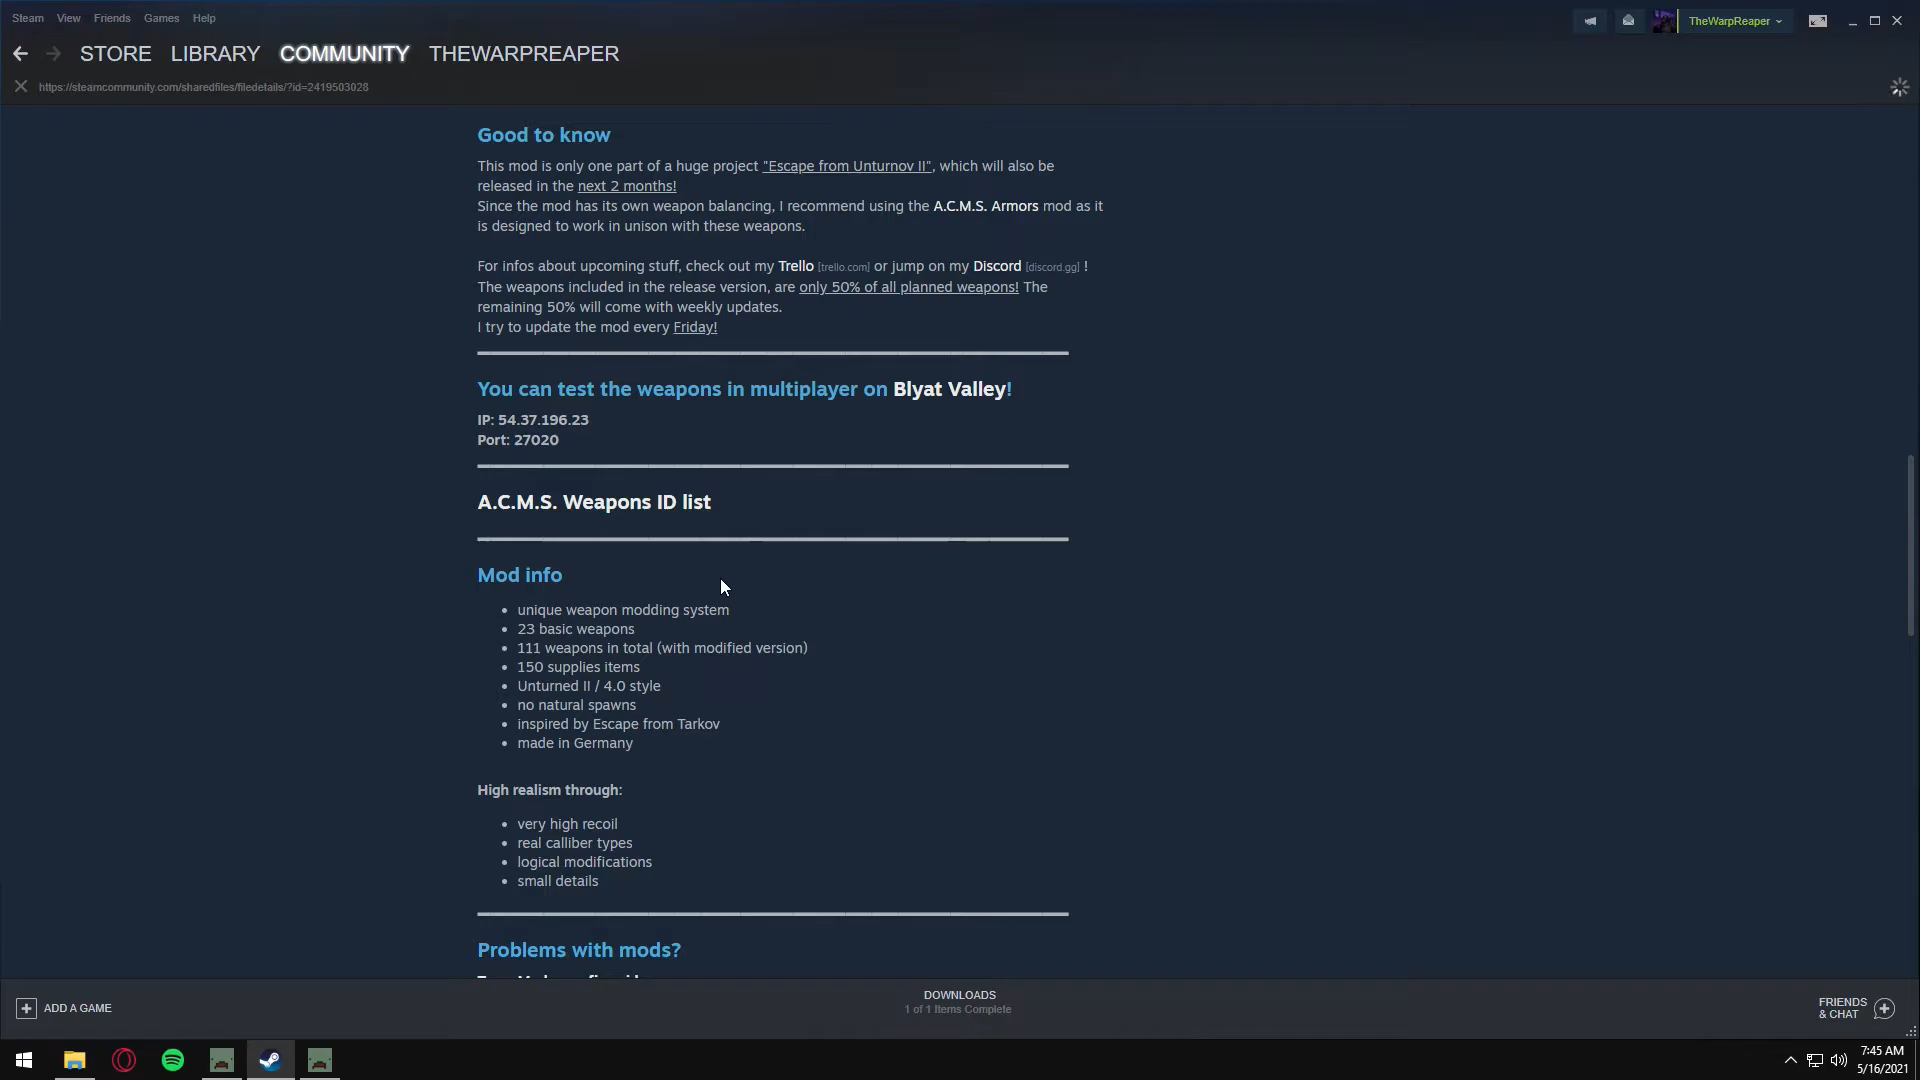 Steam View Friends Games Help
TheWarpReaper
STORE LIBRARY COMMUNITY THEWARPREAPER
https://steamcommunity.com/sharedfiles/filedetails/?id=2419503028
Good to know
This mod is only one part of a huge project "Escape from Unturnov II", which will also be
released in the next 2 months!
Since the mod has its own weapon balancing, I recommend using the A.C.M.S. Armors mod as it
is designed to work in unison with these weapons.
For infos about upcoming stuff, check out my Trello [trello.com] or jump on my Discord [discord.gg] !
The weapons included in the release version, are only 50% of all planned weapons! The
remaining 50% will come with weekly updates.
I try to update the mod every Friday!
You can test the weapons in multiplayer on Blyat Valley!
IP: 54.37.196.23
Port: 27020
A.C.M.S. Weapons ID list
Mod info
unique weapon modding system
23 basic weapons
111 weapons in total (with modified version)
150 supplies items
Unturned II / 4.0 style
no natural spawns
inspired by Escape from Tarkov
made in Germany
High realism through:
very high recoil
real calliber types
logical modifications
small details
Problems with mods?
ADD A GAME
DOWNLOADS
1 of 1 Items Complete
FRIENDS
& CHAT
7:45 AM
5/16/2021